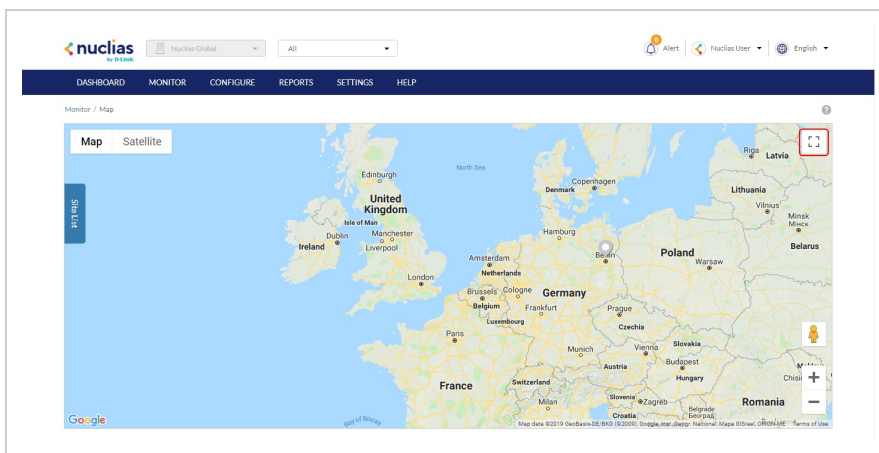 nuclias
by D-Link
Nuclias Global
All
0
Alert
Nuclias User
English
DASHBOARD MONITOR CONFIGURE REPORTS SETTINGS HELP
Monitor / Map
?
Map Satellite
Site List
North Sea
Riga
Latvia
Edinburgh
Copenhagen
Denmark
Lithuania
United
Kingdom
Vilnius
Isle of Man
Minsk
Мінск
Dublin
Manchester
Hamburg
Ireland
Liverpool
Belarus
Berlin
Poland
Warsaw
Amsterdam
Netherlands
London
Brussels
Cologne
Germany
Belgium
Frankfurt
Prague
Luxembourg
Czechia
Paris
Slovakia
Munich
Vienna
Budapest
Austria
France
Switzerland
Hungary
Milan
Slovenia
Zagreb
Romania
Croatia
Belgrade
Београд
Google
Bay of Biscay
Map data ©2019 GeoBasis-DE/BKG (©2009), Google, Inst. Geogr. Nacional, Mapa GISrael, ORION-ME
Terms of Use